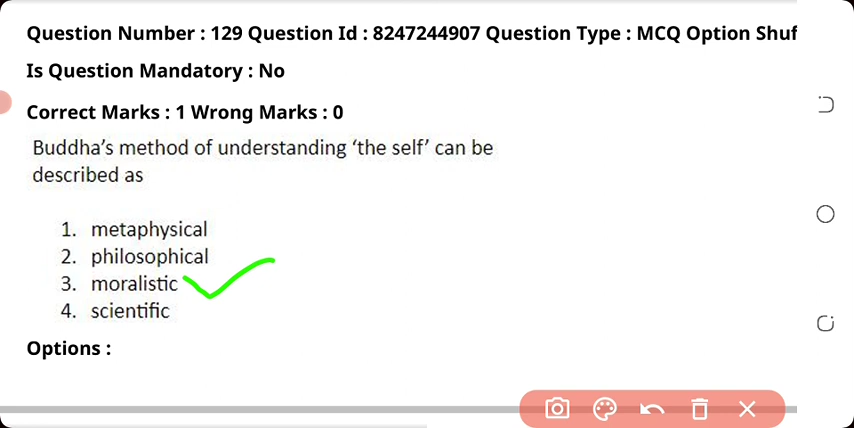 Question Number : 129 Question Id : 8247244907 Question Type : MCQ Option Shuf
Is Question Mandatory : No
Correct Marks : 1 Wrong Marks : 0
Buddha’s method of understanding ‘the self’ can be
described as
1. metaphysical
2. philosophical
3. moralistic
4. scientific
Options :